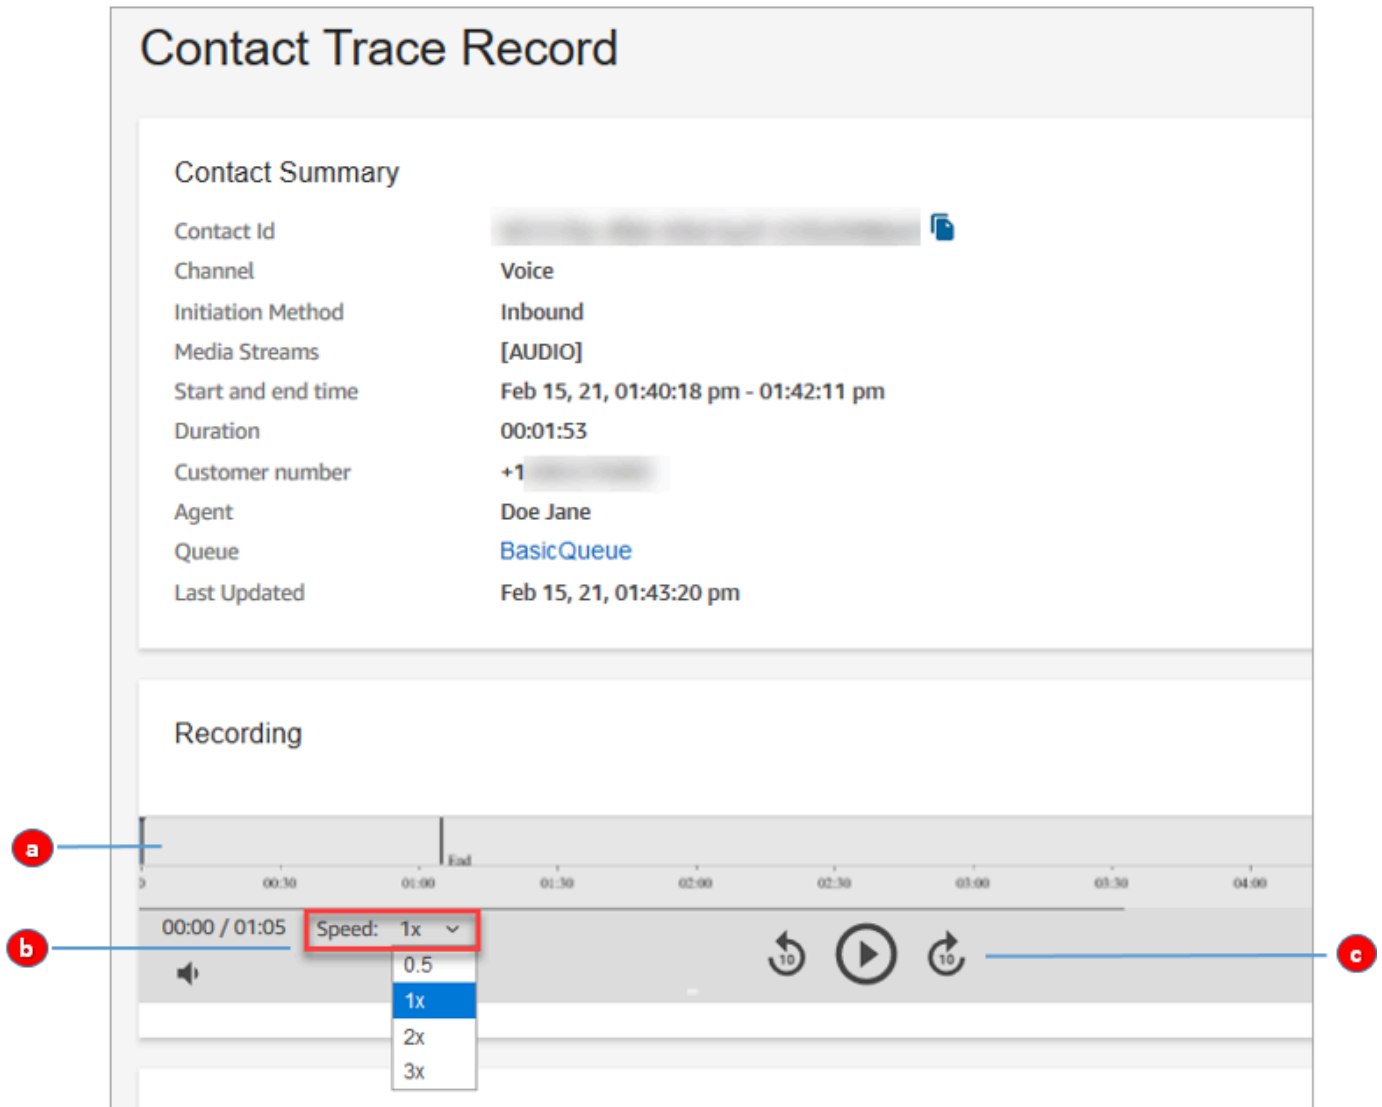 Contact Trace Record
Contact Summary
Contact Id
Channel Voice
Initiation Method Inbound
Media Streams [AUDIO]
Start and end time Feb 15, 21, 01:40:18 pm - 01:42:11 pm
Duration 00:01:53
Customer number +1
Agent Doe Jane
Queue BasicQueue
Last Updated Feb 15, 21, 01:43:20 pm
Recording
a
End
00:30 01:00 01:30 02:00 02:30 03:00 03:30 04:00
00:00 / 01:05 Speed: 1x
b
10 10
c
0.5
1x
2x
3x